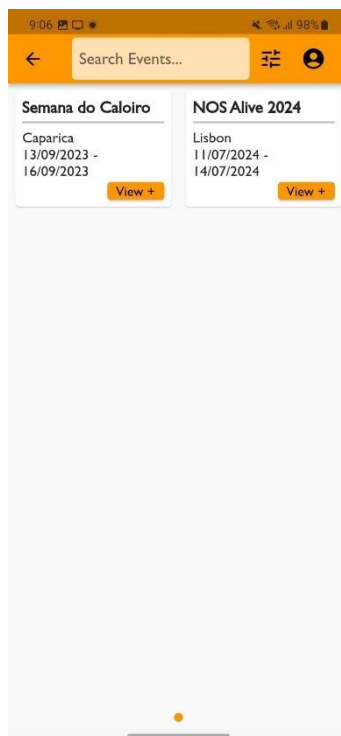 9:06 98%
Search Events...
Semana do Caloiro
Caparica
13/09/2023 -
16/09/2023
View +
NOS Alive 2024
Lisbon
11/07/2024 -
14/07/2024
View +